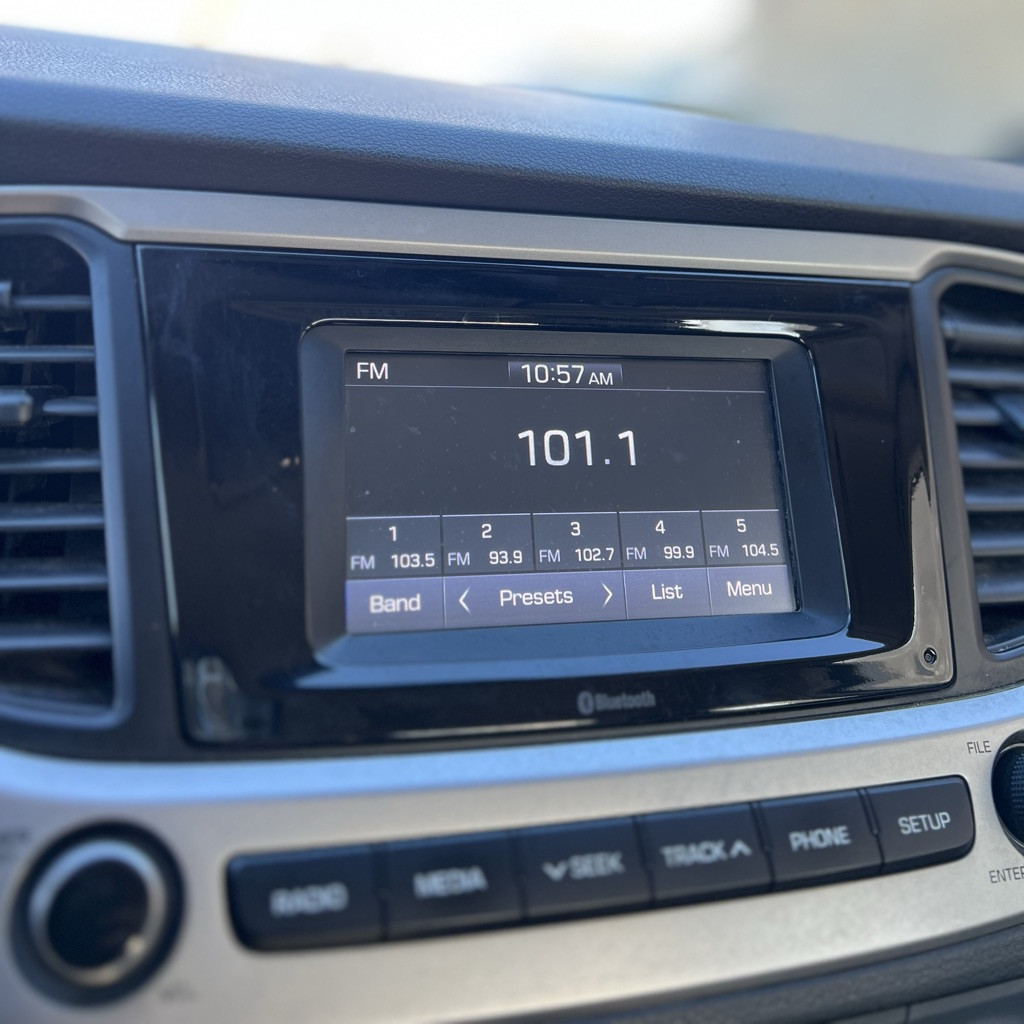 FM 10:57 AM
101.1
1 2 3 4 5
FM 103.5 FM 93.9 FM 102.7 FM 99.9 FM 104.5
Band < Presets > List Menu
Bluetooth
FILE
RADIO MEDIA SEEK TRACK PHONE SETUP